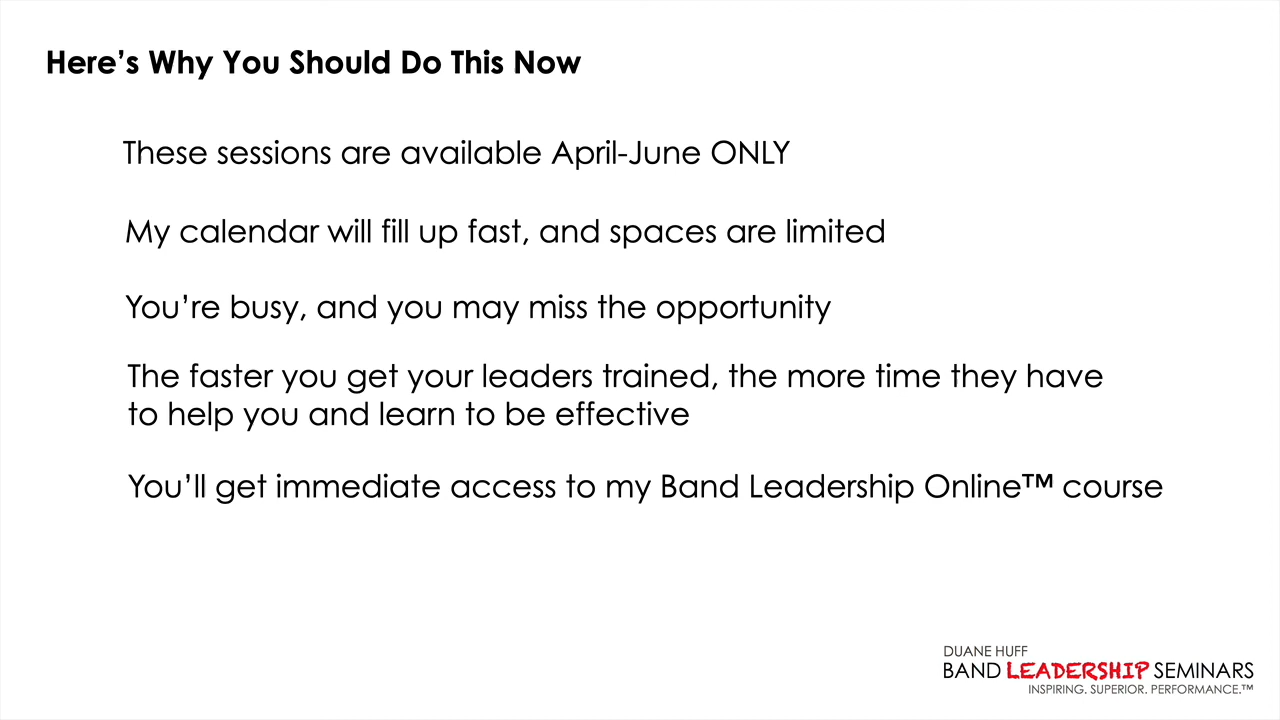 Here’s Why You Should Do This Now
These sessions are available April-June ONLY
My calendar will fill up fast, and spaces are limited
You’re busy, and you may miss the opportunity
The faster you get your leaders trained, the more time they have
to help you and learn to be effective
You’ll get immediate access to my Band Leadership Online™ course
DUANE HUFF
BAND LEADERSHIP SEMINARS
INSPIRING. SUPERIOR. PERFORMANCE.™